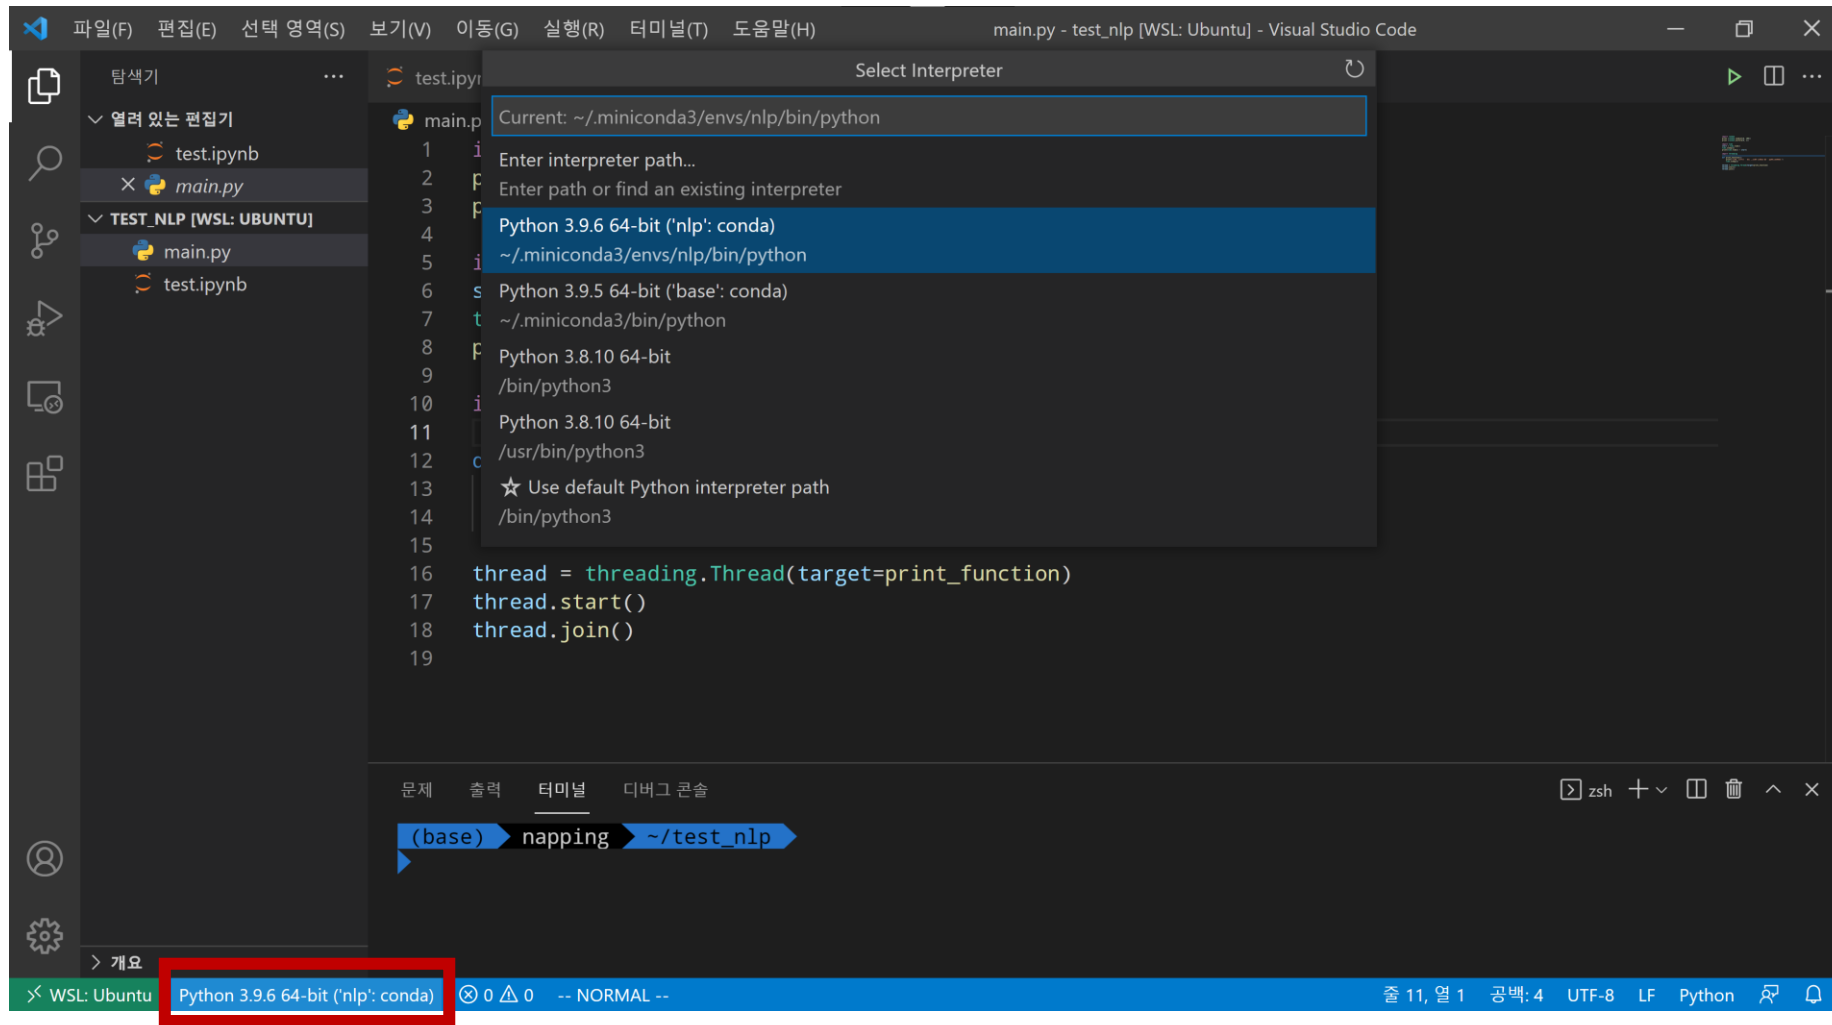 파일(F) 편집(E) 선택 영역(S) 보기(V) 이동(G) 실행(R) 터미널(T) 도움말(H) main.py - test_nlp [WSL: Ubuntu] - Visual Studio Code
탐색기 ···
test.ipyn
Select Interpreter
열려 있는 편집기
test.ipynb
main.py
TEST_NLP [WSL: UBUNTU]
main.py
test.ipynb
main.p
Current: ~/.miniconda3/envs/nlp/bin/python
Enter interpreter path...
Enter path or find an existing interpreter
Python 3.9.6 64-bit ('nlp': conda)
~/.miniconda3/envs/nlp/bin/python
Python 3.9.5 64-bit ('base': conda)
~/.miniconda3/bin/python
Python 3.8.10 64-bit
/bin/python3
Python 3.8.10 64-bit
/usr/bin/python3
☆ Use default Python interpreter path
/bin/python3
1 i
2 p
3 p
4
5 i
6 s
7 t
8 p
9
10 i
11
12 d
13
14
15
16 thread = threading.Thread(target=print_function)
17 thread.start()
18 thread.join()
19
문제 출력 터미널 디버그 콘솔 zsh
(base) napping ~/test_nlp
개요
WSL: Ubuntu Python 3.9.6 64-bit ('nlp': conda) 0 0 -- NORMAL -- 줄 11, 열 1 공백: 4 UTF-8 LF Python